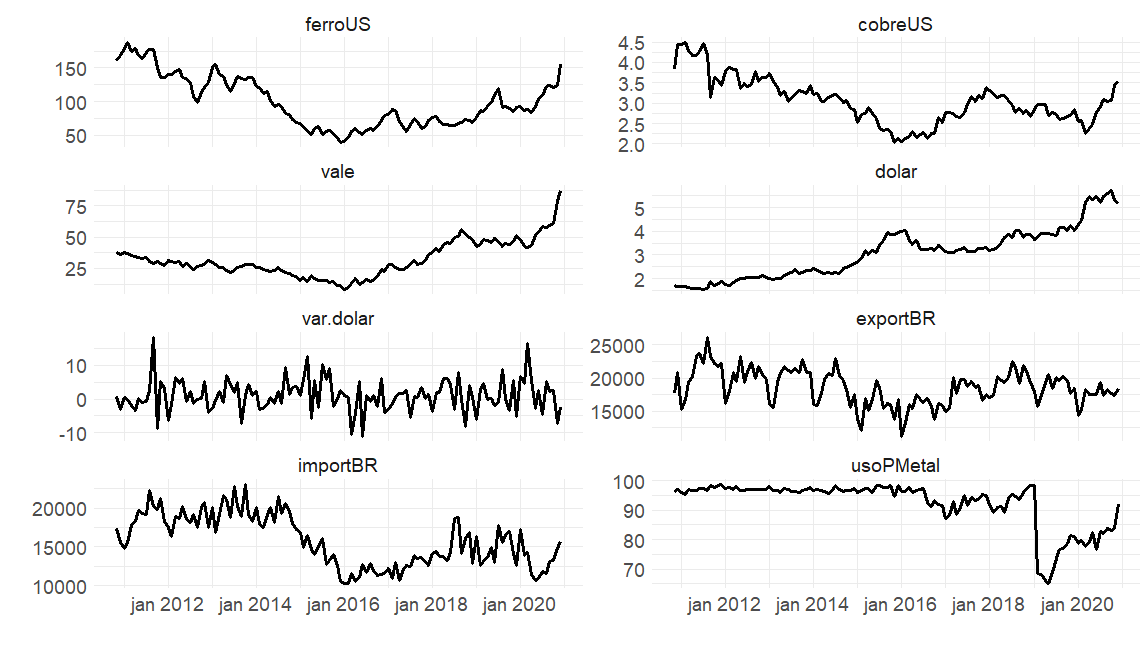 ferroUS
cobreUS
150
100
50
4.5
4.0
3.5
3.0
2.5
2.0
vale
dolar
75
50
25
5
4
3
2
var.dolar
exportBR
10
0
-10
25000
20000
15000
importBR
usoPMetal
20000
15000
10000
100
90
80
70
jan 2012 jan 2014 jan 2016 jan 2018 jan 2020
jan 2012 jan 2014 jan 2016 jan 2018 jan 2020